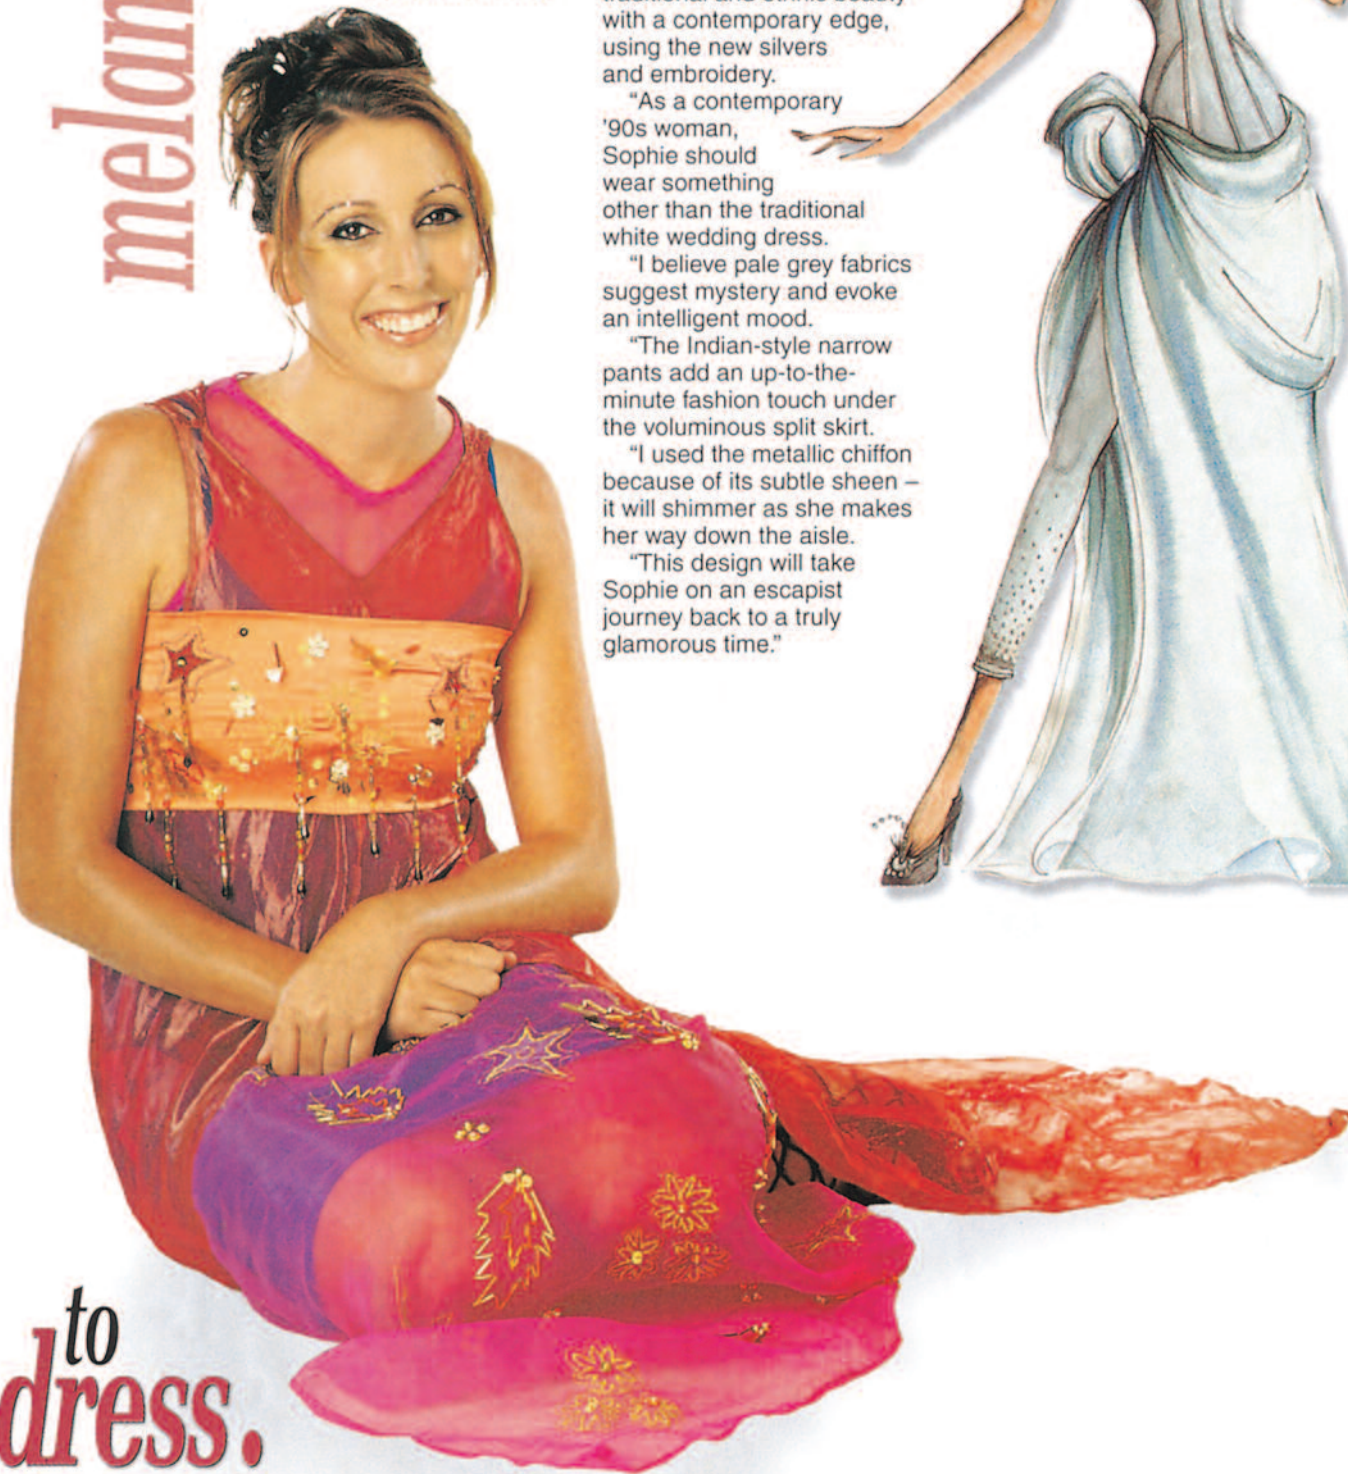 melan
traditional and ethnic beauty
with a contemporary edge,
using the new silvers
and embroidery.
“As a contemporary
'90s woman,
Sophie should
wear something
other than the traditional
white wedding dress.
“I believe pale grey fabrics
suggest mystery and evoke
an intelligent mood.
“The Indian-style narrow
pants add an up-to-the-
minute fashion touch under
the voluminous split skirt.
“I used the metallic chiffon
because of its subtle sheen –
it will shimmer as she makes
her way down the aisle.
“This design will take
Sophie on an escapist
journey back to a truly
glamorous time.”
to
dress.